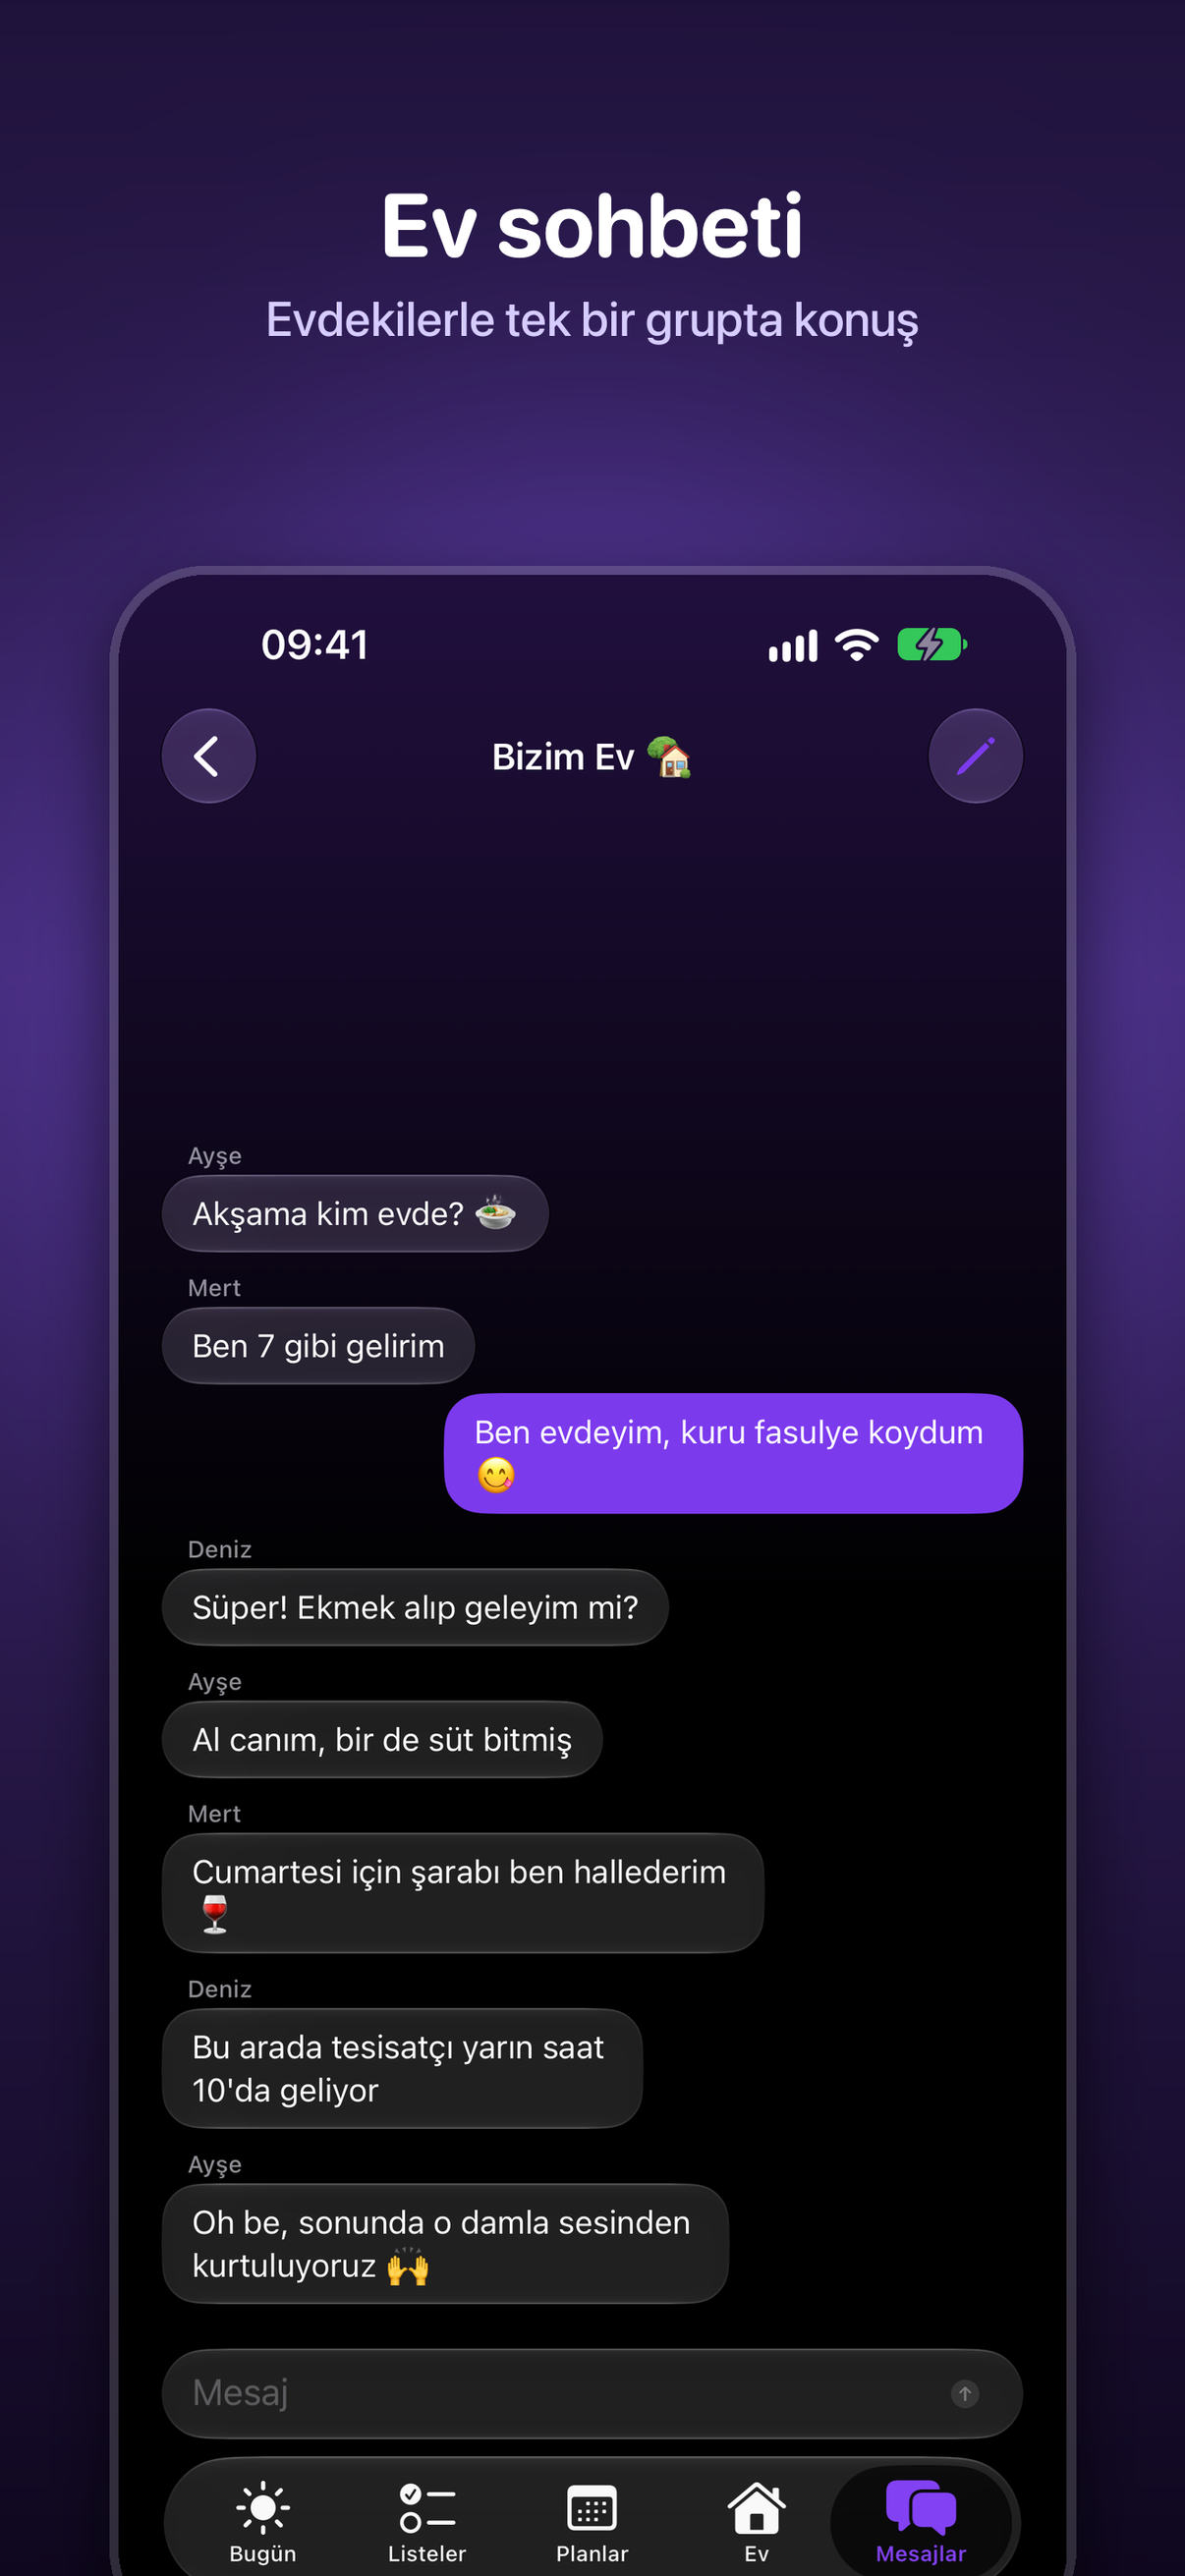 Ev sohbeti
Evdekilerle tek bir grupta konuş
09:41
Bizim Ev 🏡
Ayşe
Akşama kim evde? 🍲
Mert
Ben 7 gibi gelirim
Ben evdeyim, kuru fasulye koydum
😋
Deniz
Süper! Ekmek alıp geleyim mi?
Ayşe
Al canım, bir de süt bitmiş
Mert
Cumartesi için şarabı ben hallederim
🍷
Deniz
Bu arada tesisatçı yarın saat
10'da geliyor
Ayşe
Oh be, sonunda o damla sesinden
kurtuluyoruz 🙌
Mesaj
Bugün
Listeler
Planlar
Ev
Mesajlar